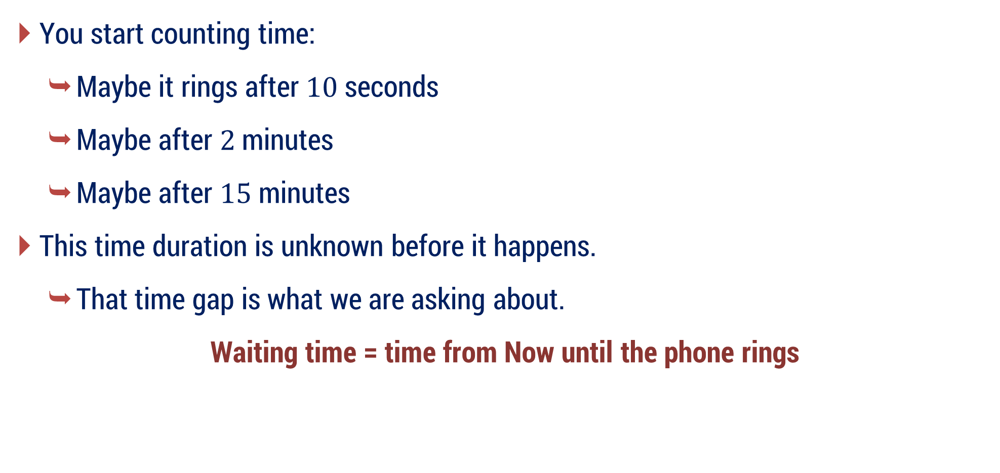 You start counting time:
Maybe it rings after 10 seconds
Maybe after 2 minutes
Maybe after 15 minutes
This time duration is unknown before it happens.
That time gap is what we are asking about.
Waiting time = time from Now until the phone rings